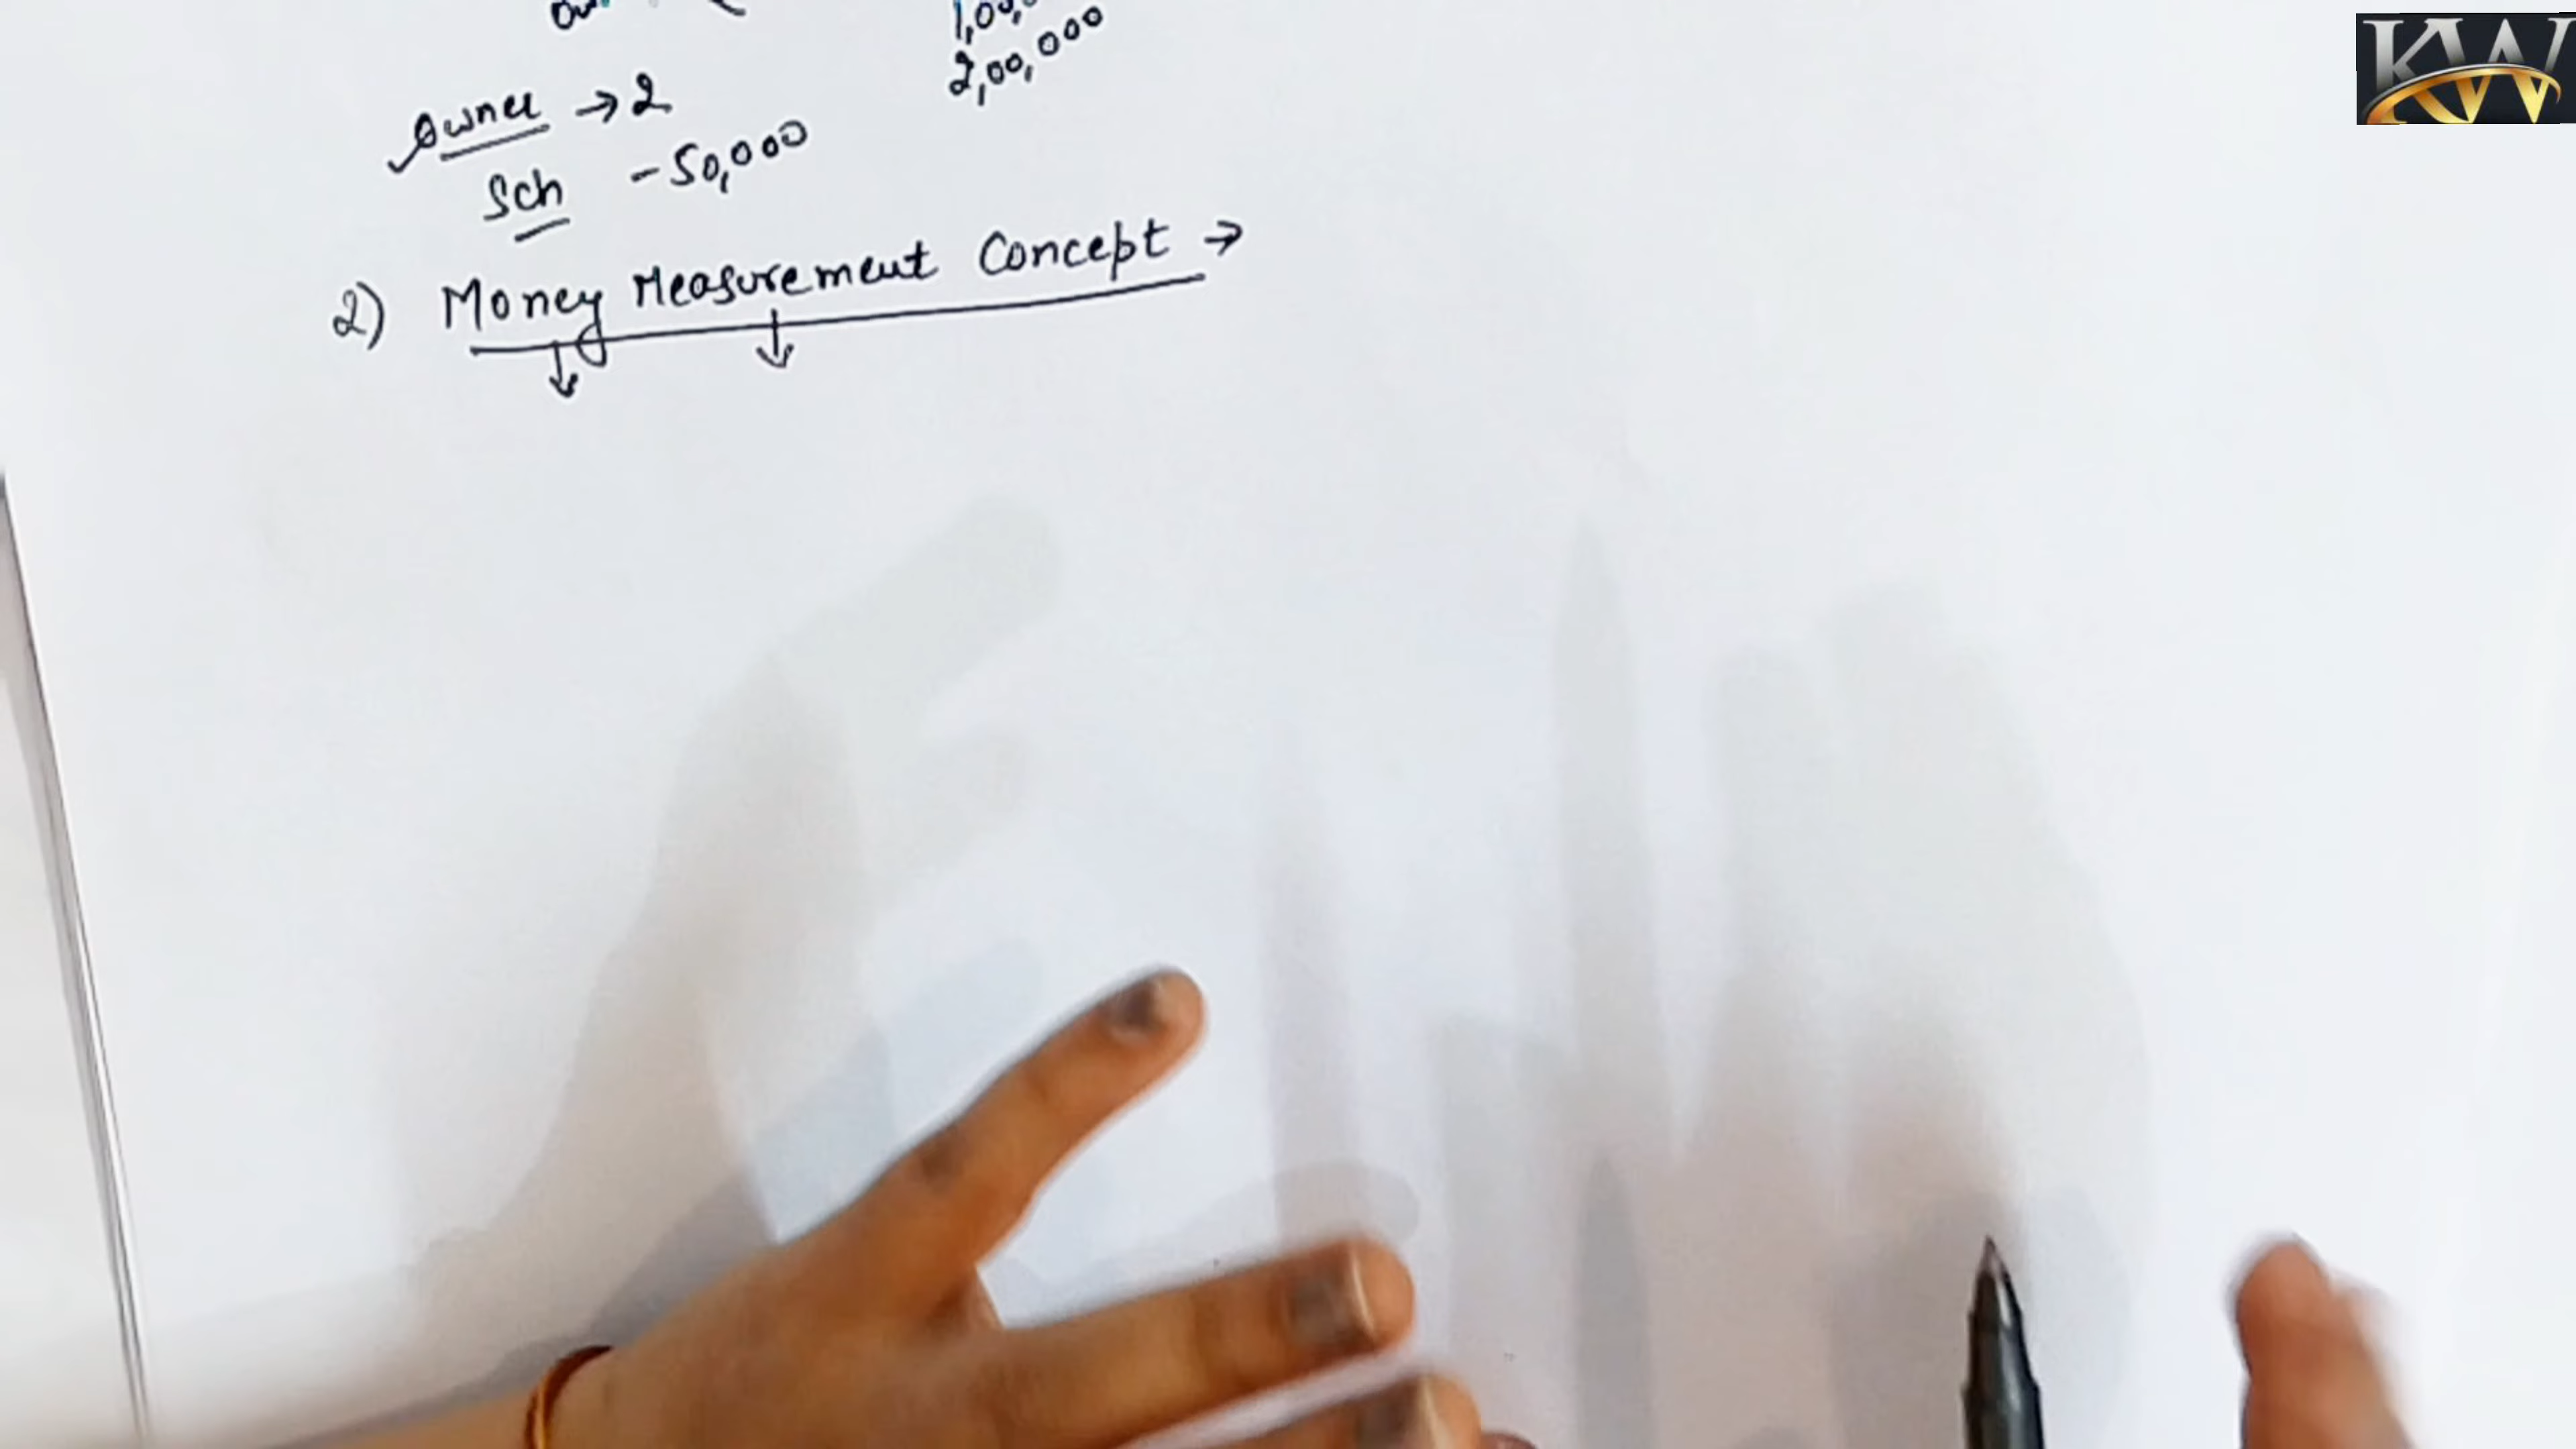 2,00,000
Owner → 2
Sch - 50,000
2) Money Measurement Concept →
KW